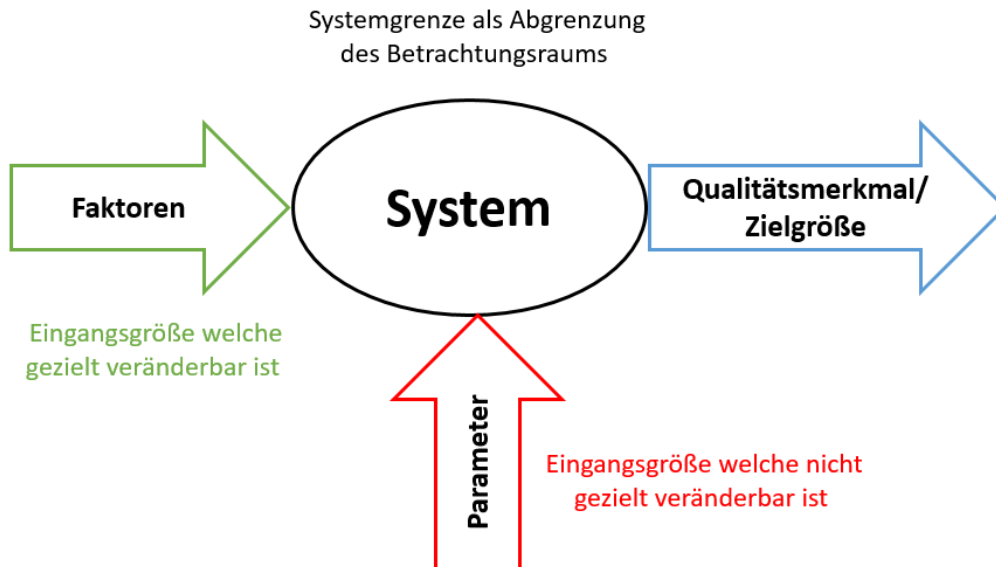 Systemgrenze als Abgrenzung
des Betrachtungsraums
Faktoren
System
Qualitätsmerkmal/
Zielgröße
Eingangsgröße welche
gezielt veränderbar ist
Parameter
Eingangsgröße welche nicht
gezielt veränderbar ist